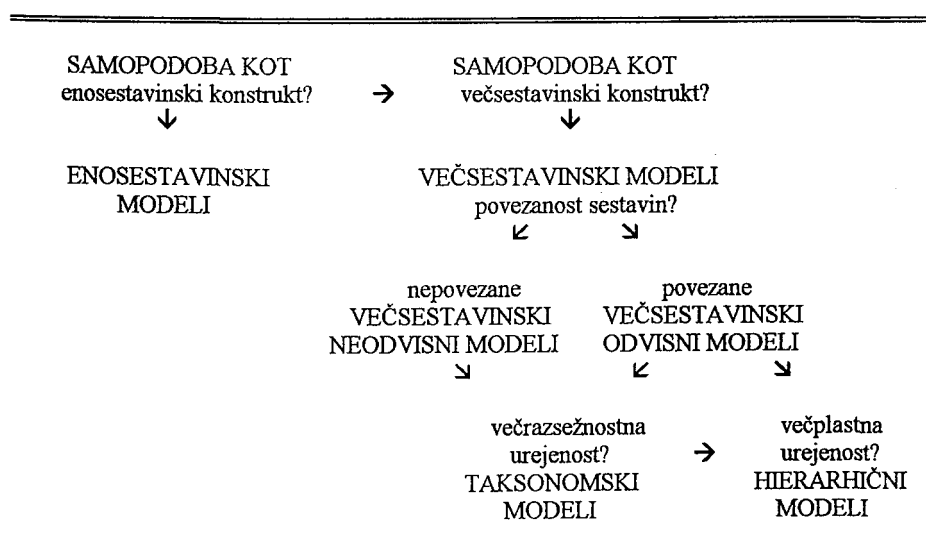 SAMOPODOBA KOT
enosestavinski konstrukt?
→
SAMOPODOBA KOT
večsestavinski konstrukt?
↓
↓
ENOSESTAVINSKI
MODELI
VEČSESTAVINSKI MODELI
povezanost sestavin?
↙ ↘
nepovezane
VEČSESTAVINSKI
NEODVISNI MODELI
povezane
VEČSESTAVINSKI
ODVISNI MODELI
↘
↙ ↘
večrazsežnostna
urejenost?
TAKSONOMSKI
MODELI
→
večplastna
urejenost?
HIERARHIČNI
MODELI